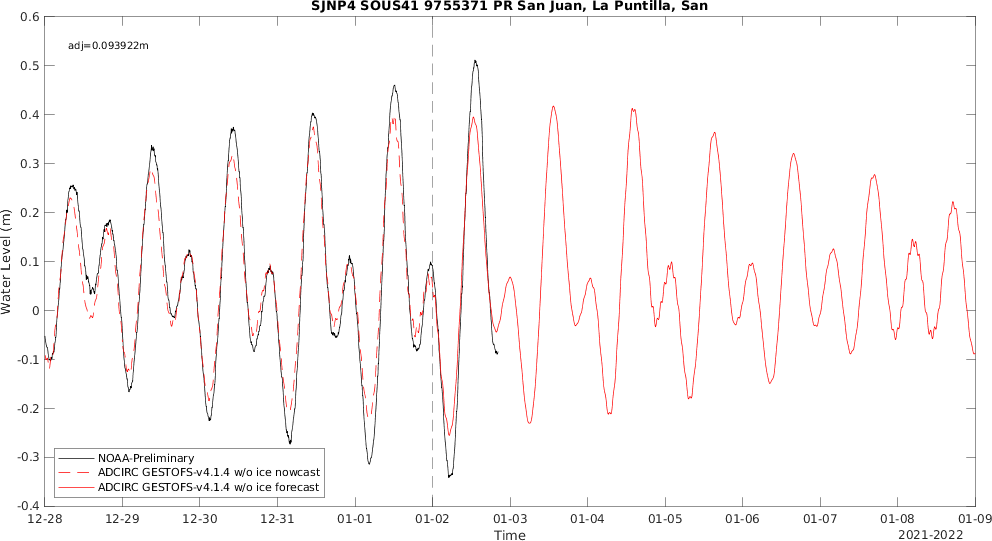 SJNP4 SOUS41 9755371 PR San Juan, La Puntilla, San
adj=0.093922m
0.6
0.5
0.4
0.3
0.2
0.1
0
-0.1
-0.2
-0.3
-0.4
Water Level (m)
NOAA-Preliminary
ADCIRC GESTOFS-v4.1.4 w/o ice nowcast
ADCIRC GESTOFS-v4.1.4 w/o ice forecast
12-28 12-29 12-30 12-31 01-01 01-02 01-03 01-04 01-05 01-06 01-07 01-08 01-09
Time
2021-2022